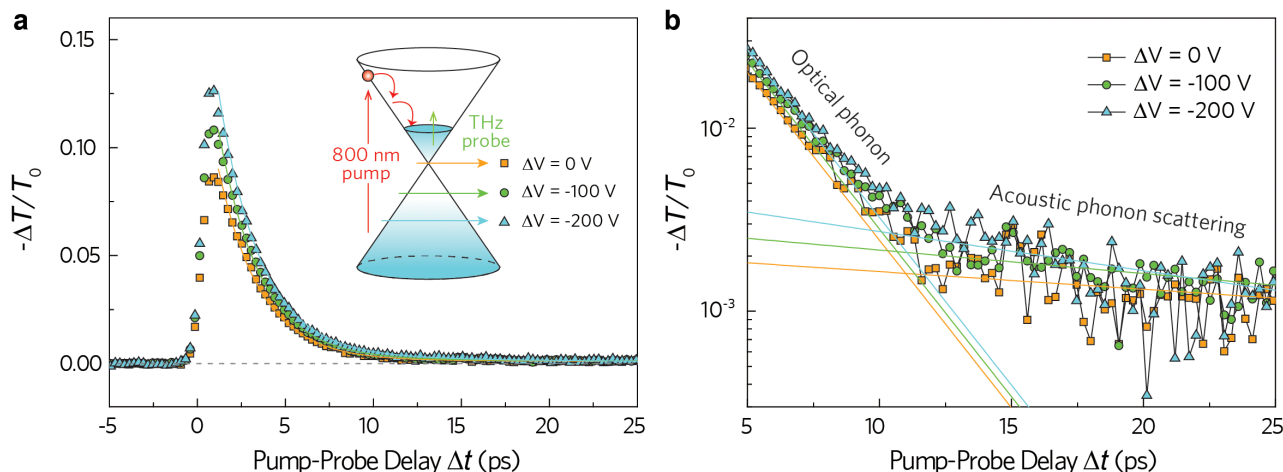 a
-ΔT/T0
0.15
0.10
0.05
0.00
-5
0
5
10
15
20
25
Pump-Probe Delay Δt (ps)
800 nm
pump
THz
probe
ΔV = 0 V
ΔV = -100 V
ΔV = -200 V
b
-ΔT/T0
10-2
10-3
5
10
15
20
25
Pump-Probe Delay Δt (ps)
Optical phonon
Acoustic phonon scattering
ΔV = 0 V
ΔV = -100 V
ΔV = -200 V